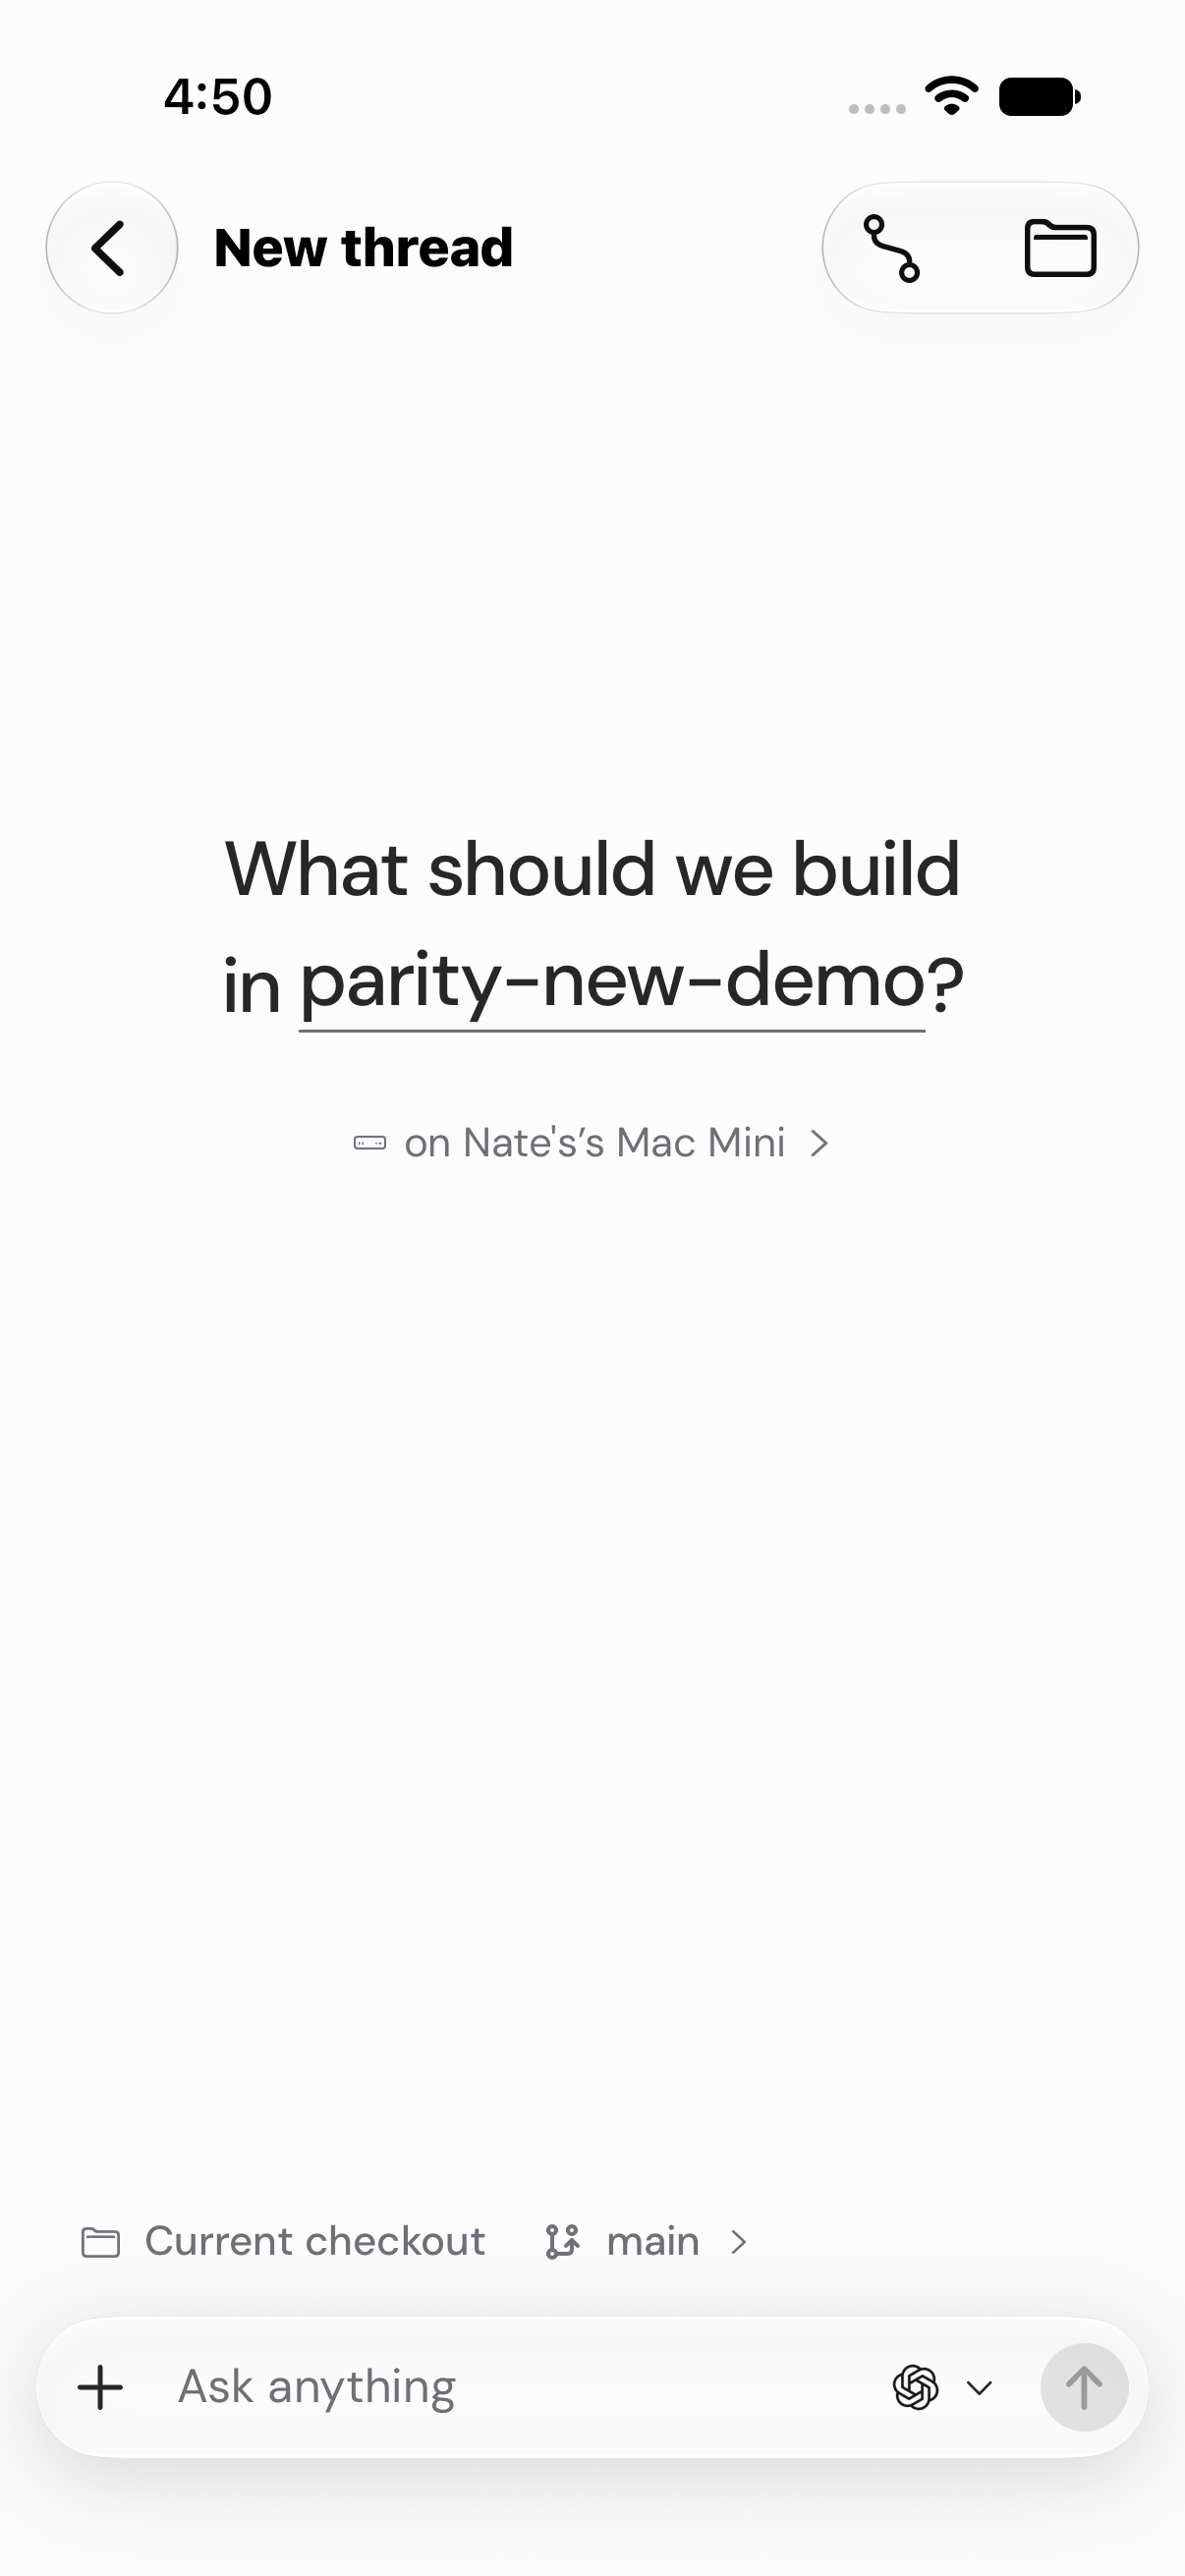 4:50
New thread
What should we build
in parity-new-demo?
on Nate's’s Mac Mini
Current checkout main
Ask anything